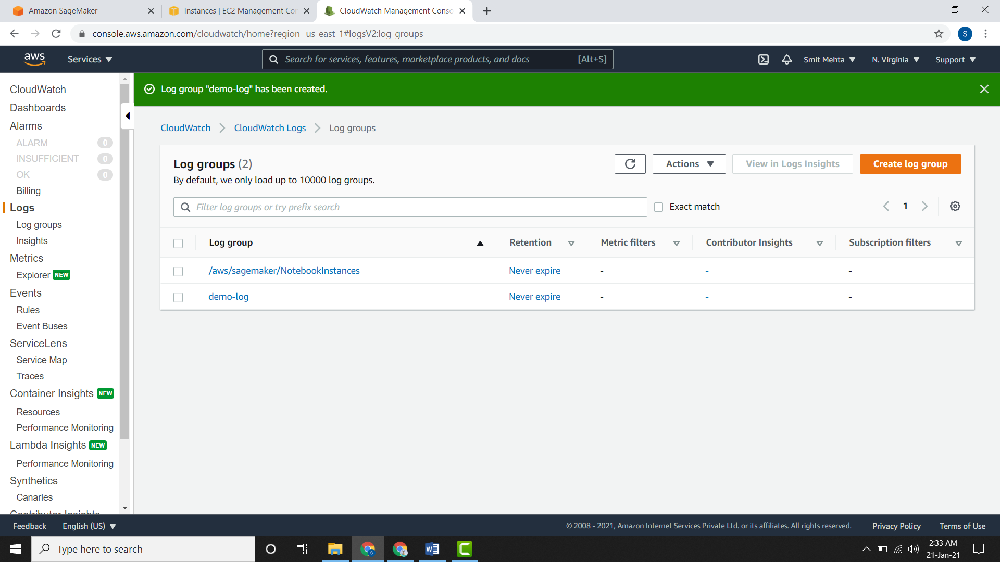 Amazon SageMaker
Instances | EC2 Management Con
CloudWatch Management Conso
console.aws.amazon.com/cloudwatch/home?region=us-east-1#logsV2:log-groups
S
aws
Services
Search for services, features, marketplace products, and docs
[Alt+S]
Smit Mehta
N. Virginia
Support
CloudWatch
Dashboards
Alarms
ALARM 0
INSUFFICIENT 0
OK 0
Billing
Logs
Log groups
Insights
Metrics
Explorer NEW
Events
Rules
Event Buses
ServiceLens
Service Map
Traces
Container Insights NEW
Resources
Performance Monitoring
Lambda Insights NEW
Performance Monitoring
Synthetics
Canaries
Contributor Insights
Log group "demo-log" has been created.
CloudWatch
CloudWatch Logs
Log groups
Log groups (2)
By default, we only load up to 10000 log groups.
Actions
View in Logs Insights
Create log group
Filter log groups or try prefix search
Exact match
1
Log group
Retention
Metric filters
Contributor Insights
Subscription filters
/aws/sagemaker/NotebookInstances
Never expire
-
-
-
demo-log
Never expire
-
-
-
Feedback
English (US)
© 2008 - 2021, Amazon Internet Services Private Ltd. or its affiliates. All rights reserved.
Privacy Policy
Terms of Use
Type here to search
2:33 AM
21-Jan-21